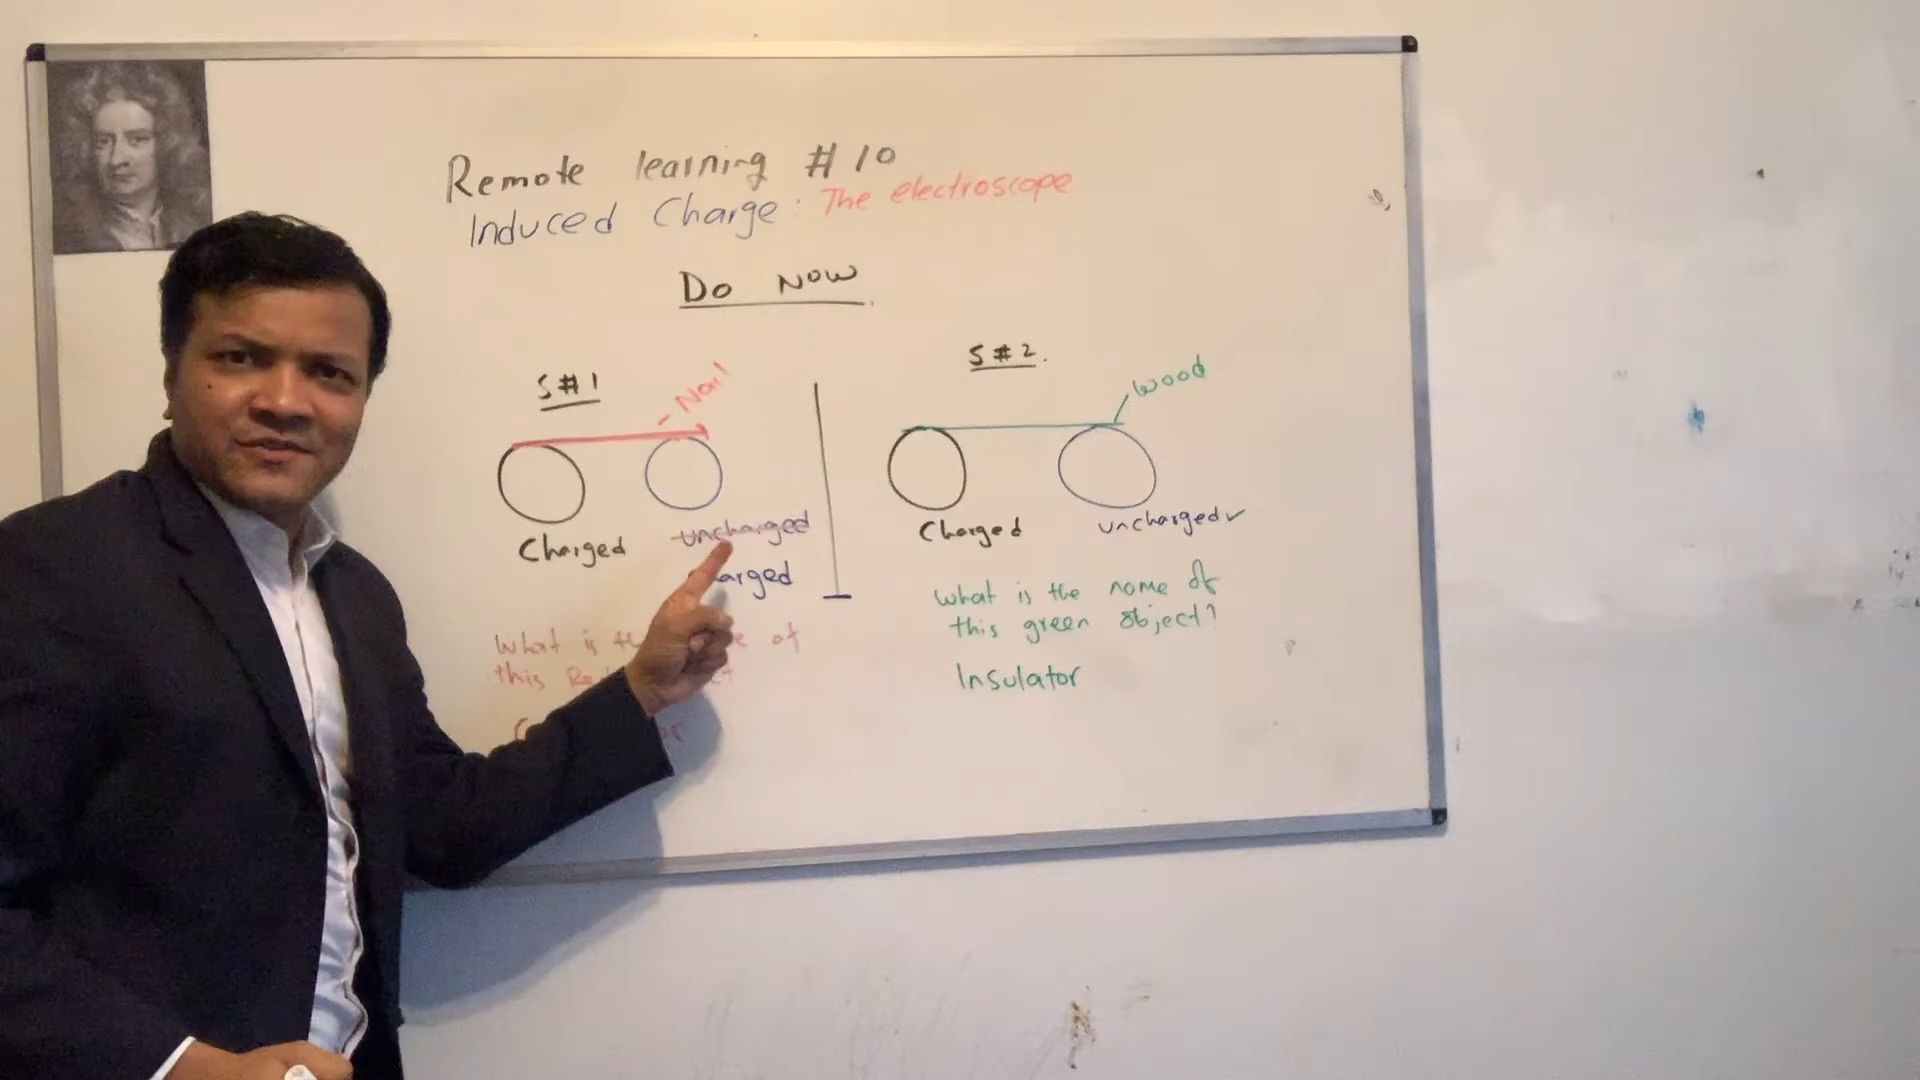 Remote learning #10
Induced Charge: The electroscope
Do Now
S#1
Nail
Charged
uncharged
charged
What is the of
this
S#2.
Wood
Charged
uncharged✓
What is the name of
this green object?
Insulator